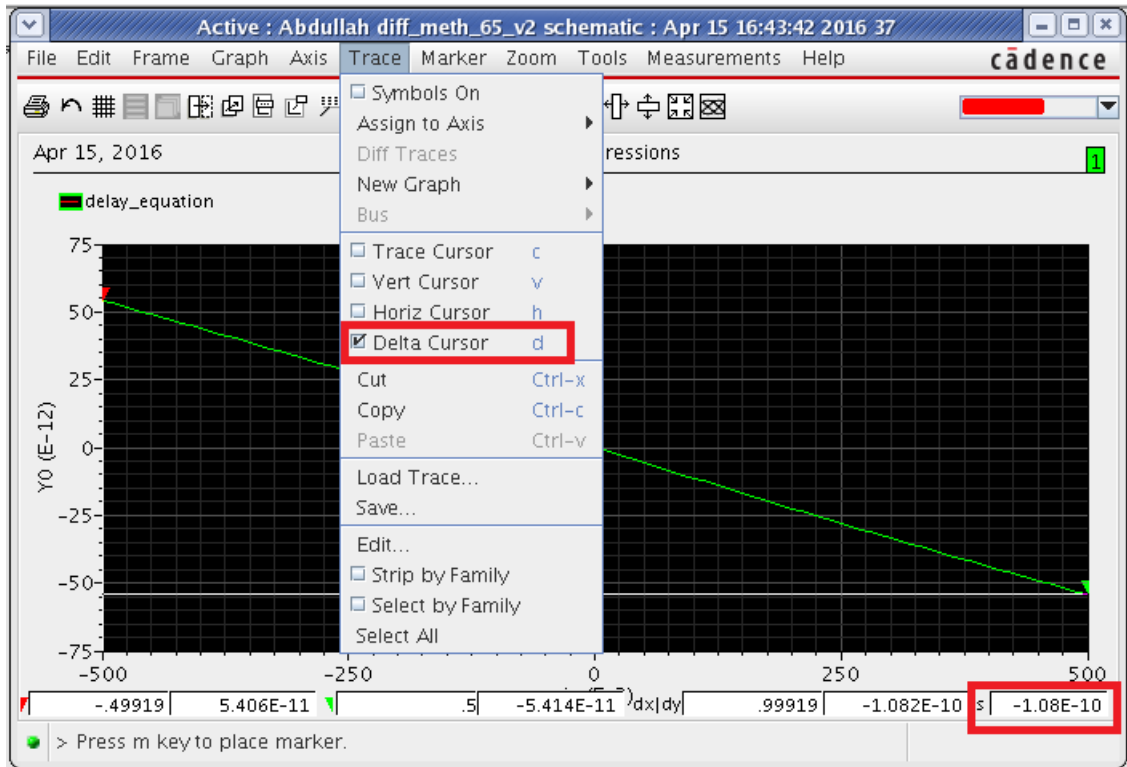 Active : Abdullah diff_meth_65_v2 schematic : Apr 15 16:43:42 2016 37
File Edit Frame Graph Axis Trace Marker Zoom Tools Measurements Help cādence
Symbols On
Assign to Axis
Apr 15, 2016 Diff Traces ressions 1
New Graph
delay_equation
Bus
75
Trace Cursor c
Vert Cursor v
50
Horiz Cursor h
Delta Cursor d
25
Cut Ctrl-x
Copy Ctrl-c
Y0 (E-12)
0
Paste Ctrl-v
Load Trace...
-25
Save...
Edit...
-50
Strip by Family
Select by Family
Select All
-75
-500 -250 0 250 500
-.49919 5.406E-11 .5 -5.414E-11 dx|dy .99919 -1.082E-10 s -1.08E-10
> Press m key to place marker.